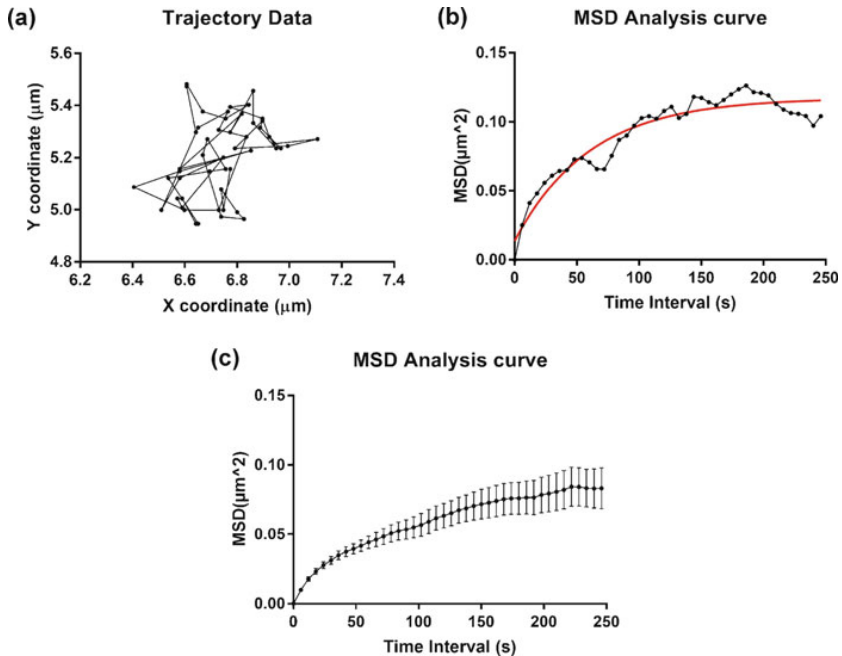 (a) Trajectory Data
Y coordinate (μm)
5.6
5.4
5.2
5.0
4.8
6.2 6.4 6.6 6.8 7.0 7.2 7.4
X coordinate (μm)
(b) MSD Analysis curve
MSD(μm^2)
0.15
0.10
0.05
0.00
0 50 100 150 200 250
Time Interval (s)
(c) MSD Analysis curve
MSD(μm^2)
0.15
0.10
0.05
0.00
0 50 100 150 200 250
Time Interval (s)